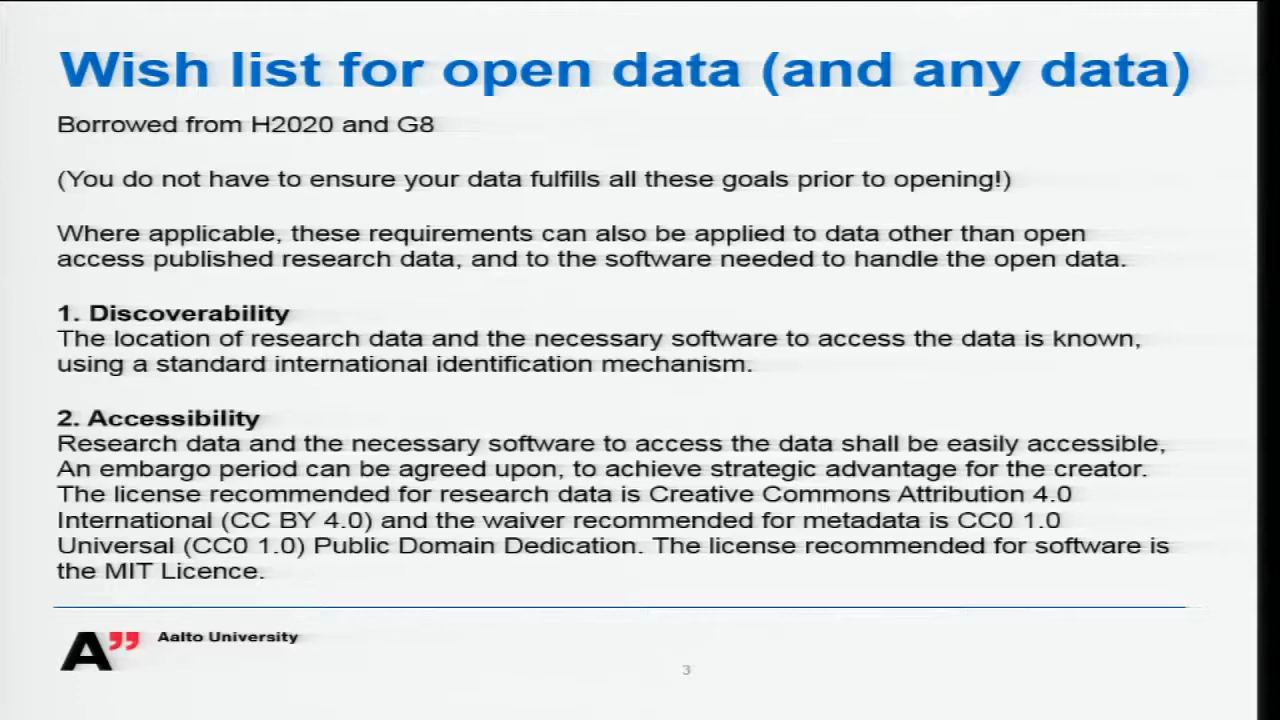 Wish list for open data (and any data)
Borrowed from H2020 and G8
(You do not have to ensure your data fulfills all these goals prior to opening!)
Where applicable, these requirements can also be applied to data other than open
access published research data, and to the software needed to handle the open data.
1. Discoverability
The location of research data and the necessary software to access the data is known,
using a standard international identification mechanism.
2. Accessibility
Research data and the necessary software to access the data shall be easily accessible,
An embargo period can be agreed upon, to achieve strategic advantage for the creator.
The license recommended for research data is Creative Commons Attribution 4.0
International (CC BY 4.0) and the waiver recommended for metadata is CC0 1.0
Universal (CC0 1.0) Public Domain Dedication. The license recommended for software is
the MIT Licence.
A” Aalto University
3